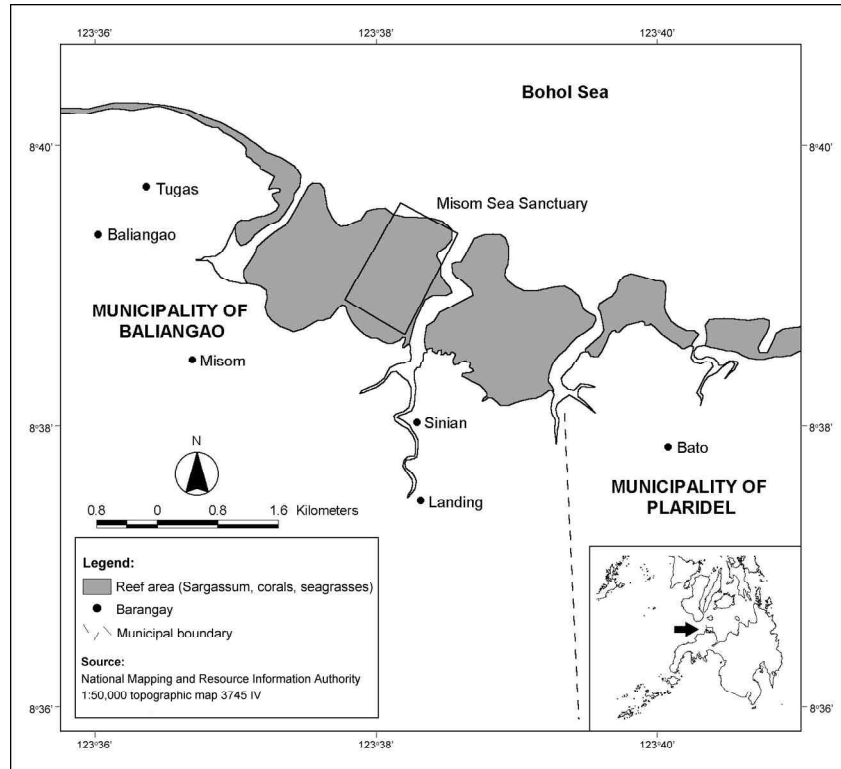 123°36' 123°38' 123°40'
Bohol Sea
8°40' 8°40'
Tugas
Misom Sea Sanctuary
Baliangao
MUNICIPALITY OF
BALIANGAO
Misom
8°38' 8°38'
Sinian
Bato
N
MUNICIPALITY OF
PLARIDEL
Landing
0.8 0 0.8 1.6 Kilometers
Legend:
Reef area (Sargassum, corals, seagrasses)
Barangay
Municipal boundary
Source:
National Mapping and Resource Information Authority
1:50,000 topographic map 3745 IV
8°36' 8°36'
123°36' 123°38' 123°40'